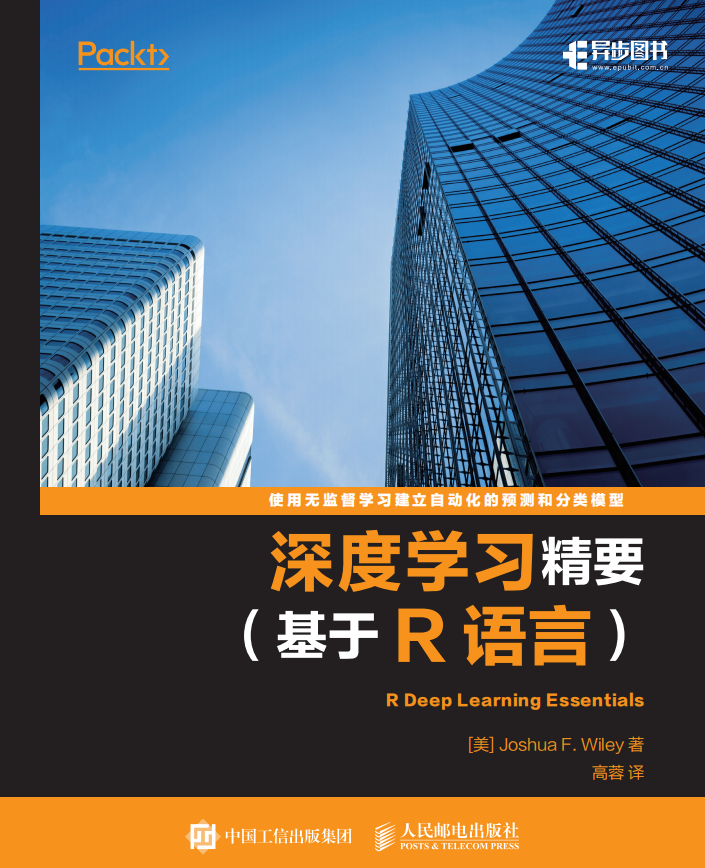 Packt
异步图书
www.epubit.com.cn
使用无监督学习建立自动化的预测和分类模型
深度学习精要
（基于 R 语言）
R Deep Learning Essentials
[美] Joshua F. Wiley 著
高蓉 译
中国工信出版集团
人民邮电出版社
POSTS & TELECOM PRESS